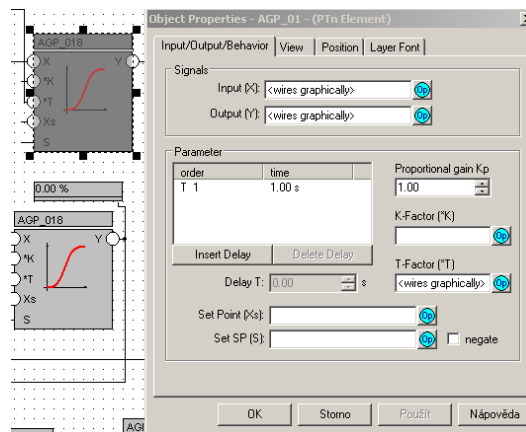 Object Properties - AGP_01 - (PTn Element)
Input/Output/Behavior View Position Layer Font
Signals
Input (X): <wires graphically> Op
Output (Y): <wires graphically> Op
Parameter
order time
T 1 1.00 s
Proportional gain Kp
1.00
K-Factor (*K)
Op
Insert Delay Delete Delay
T-Factor (*T)
<wires graphically> Op
Delay T: 0.00 s
Set Point (Xs): Op
Set SP (S): Op negate
OK Storno Použít Nápověda
AGP_018
X Y
*K
*T
Xs
S
0.00 %
AGP_018
X Y
*K
*T
Xs
S
AGI